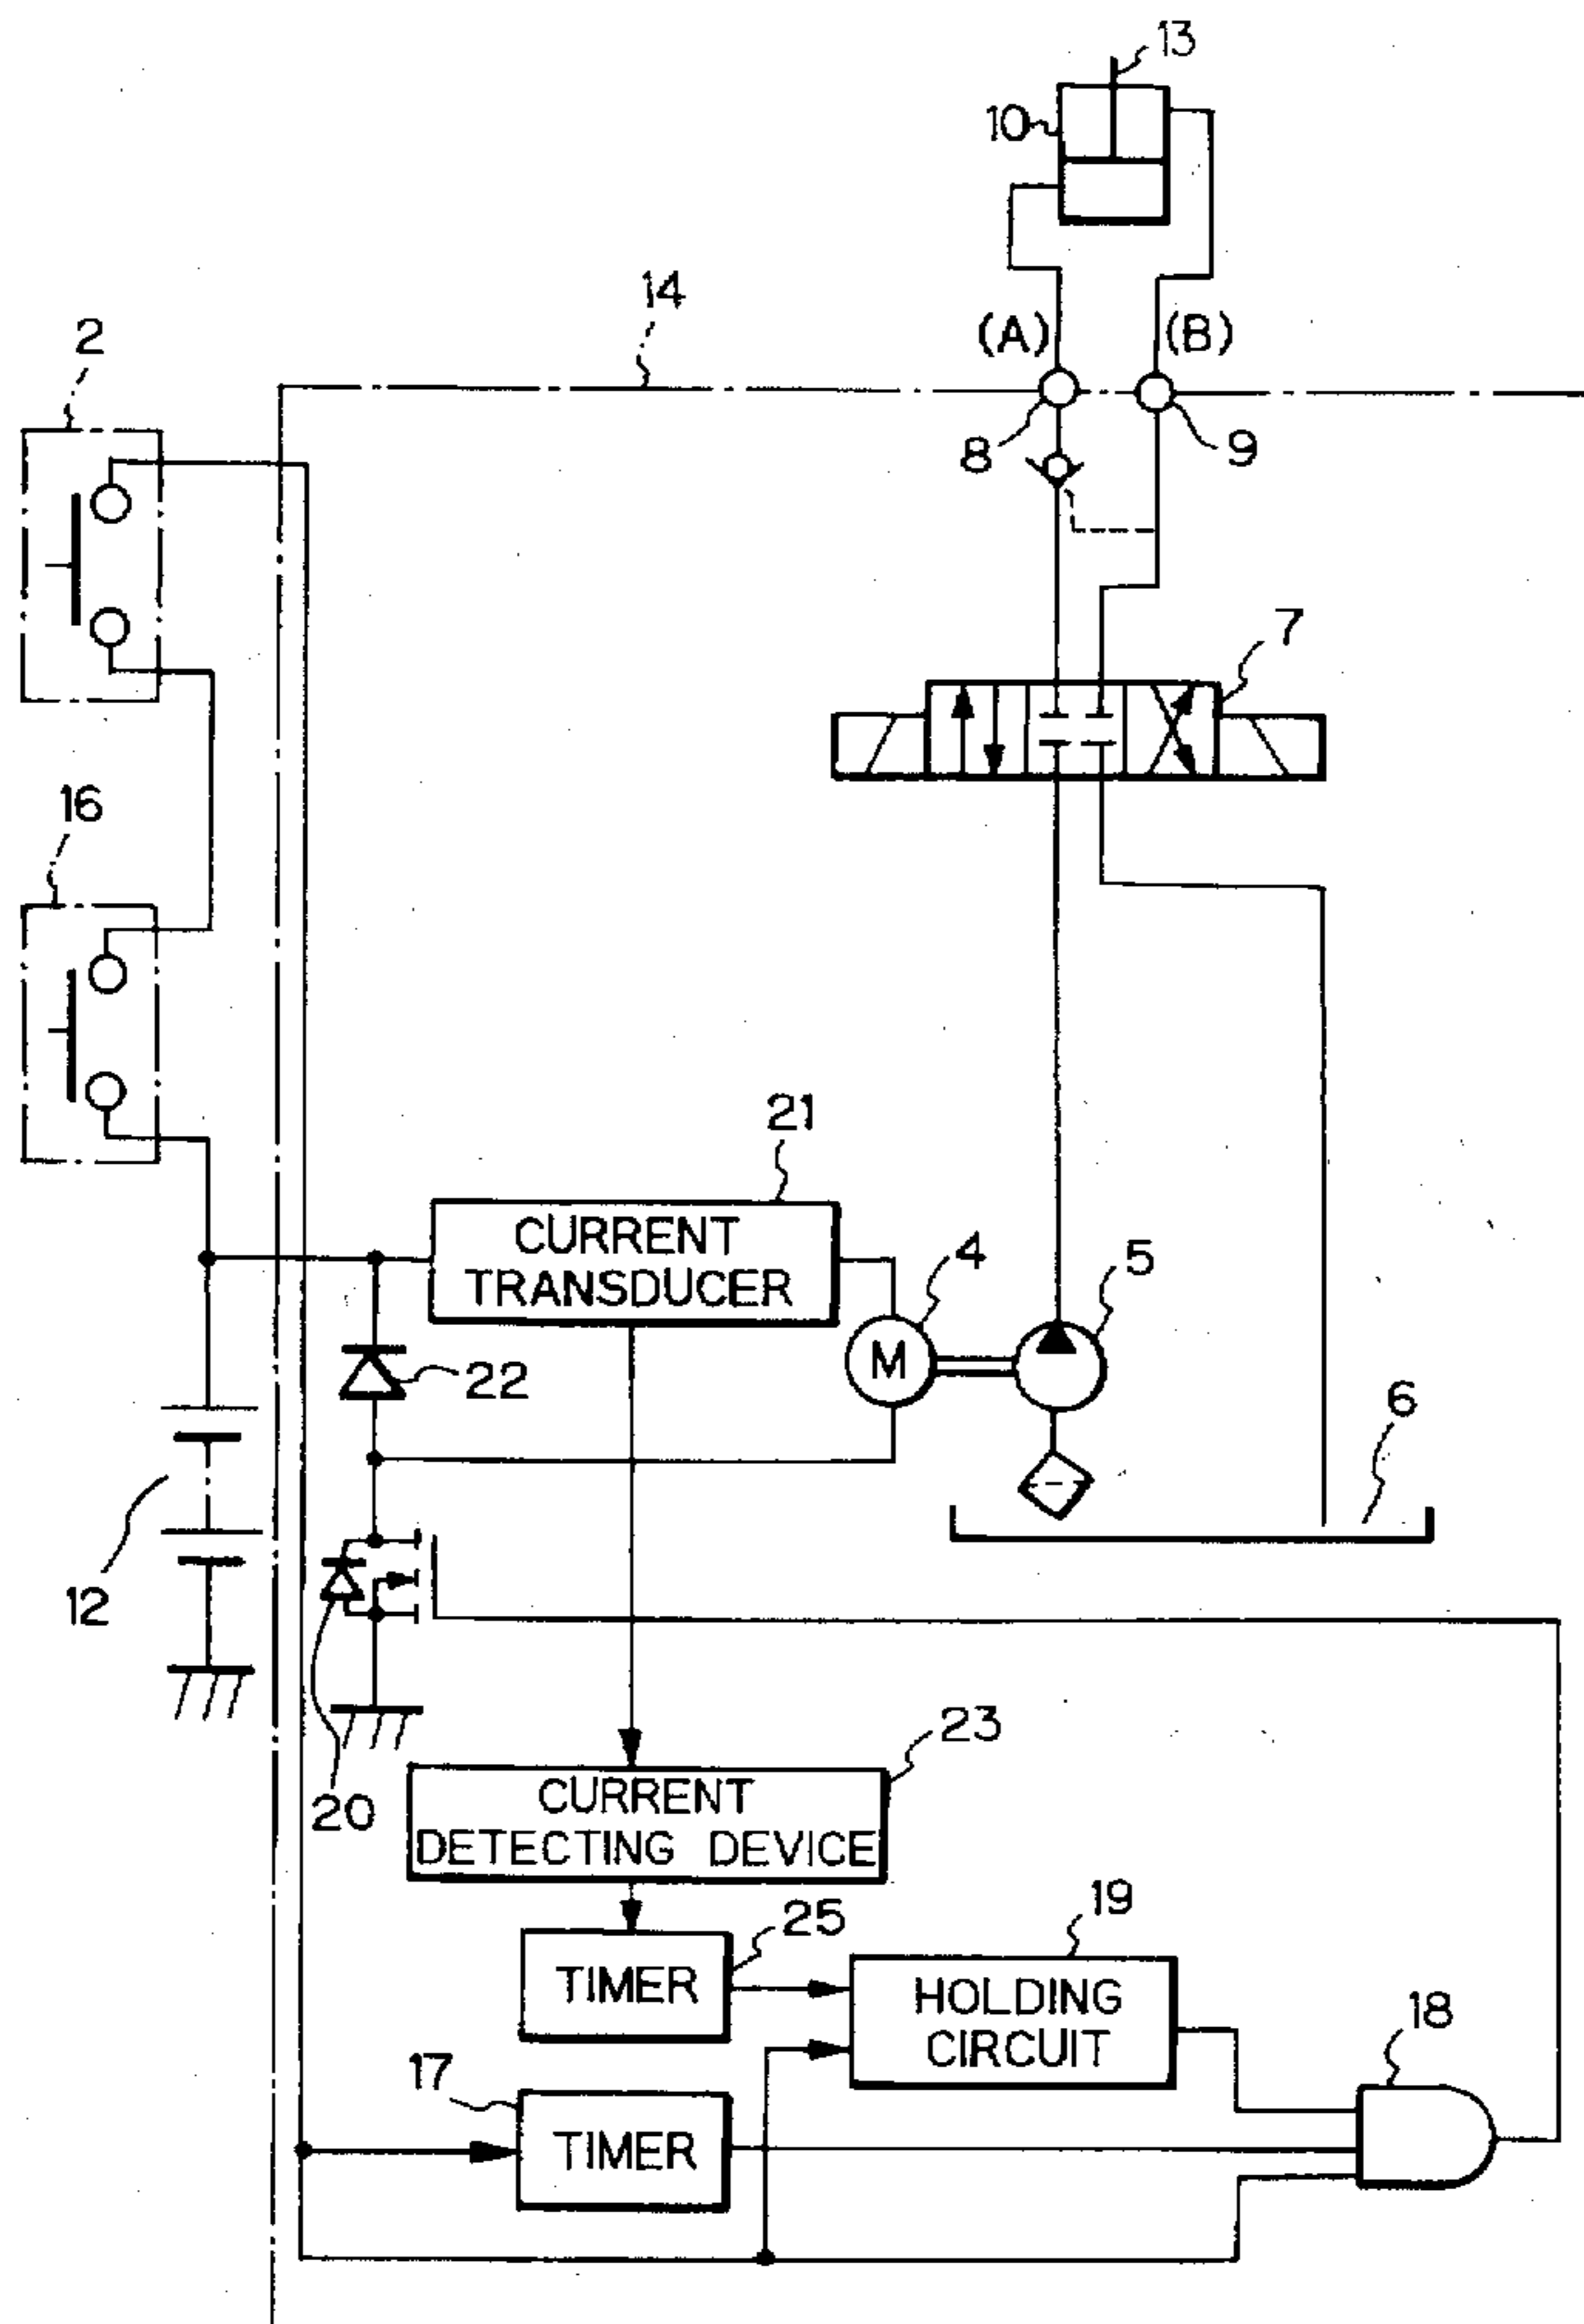 13
10
14
2
(A)
(B)
8
9
7
16
21
CURRENT
TRANSDUCER
4
5
M
22
6
12
20
23
CURRENT
DETECTING DEVICE
25
19
TIMER
HOLDING
CIRCUIT
18
17
TIMER